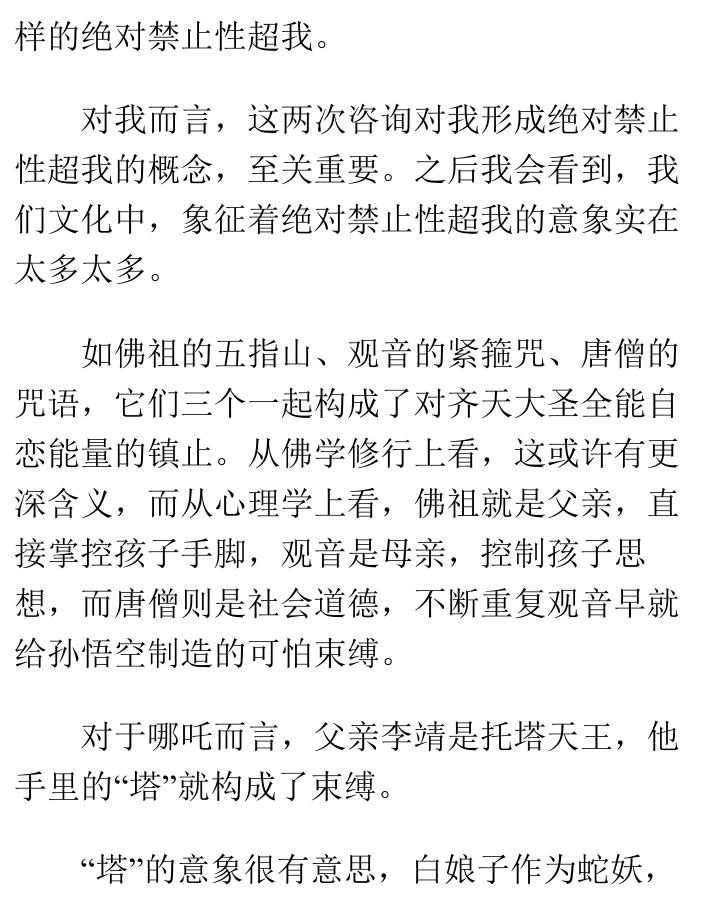 样的绝对禁止性超我。
对我而言，这两次咨询对我形成绝对禁止
性超我的概念，至关重要。之后我会看到，我
们文化中，象征着绝对禁止性超我的意象实在
太多太多。
如佛祖的五指山、观音的紧箍咒、唐僧的
咒语，它们三个一起构成了对齐天大圣全能自
恋能量的镇止。从佛学修行上看，这或许有更
深含义，而从心理学上看，佛祖就是父亲，直
接掌控孩子手脚，观音是母亲，控制孩子思
想，而唐僧则是社会道德，不断重复观音早就
给孙悟空制造的可怕束缚。
对于哪吒而言，父亲李靖是托塔天王，他
手里的“塔”就构成了束缚。
“塔”的意象很有意思，白娘子作为蛇妖，